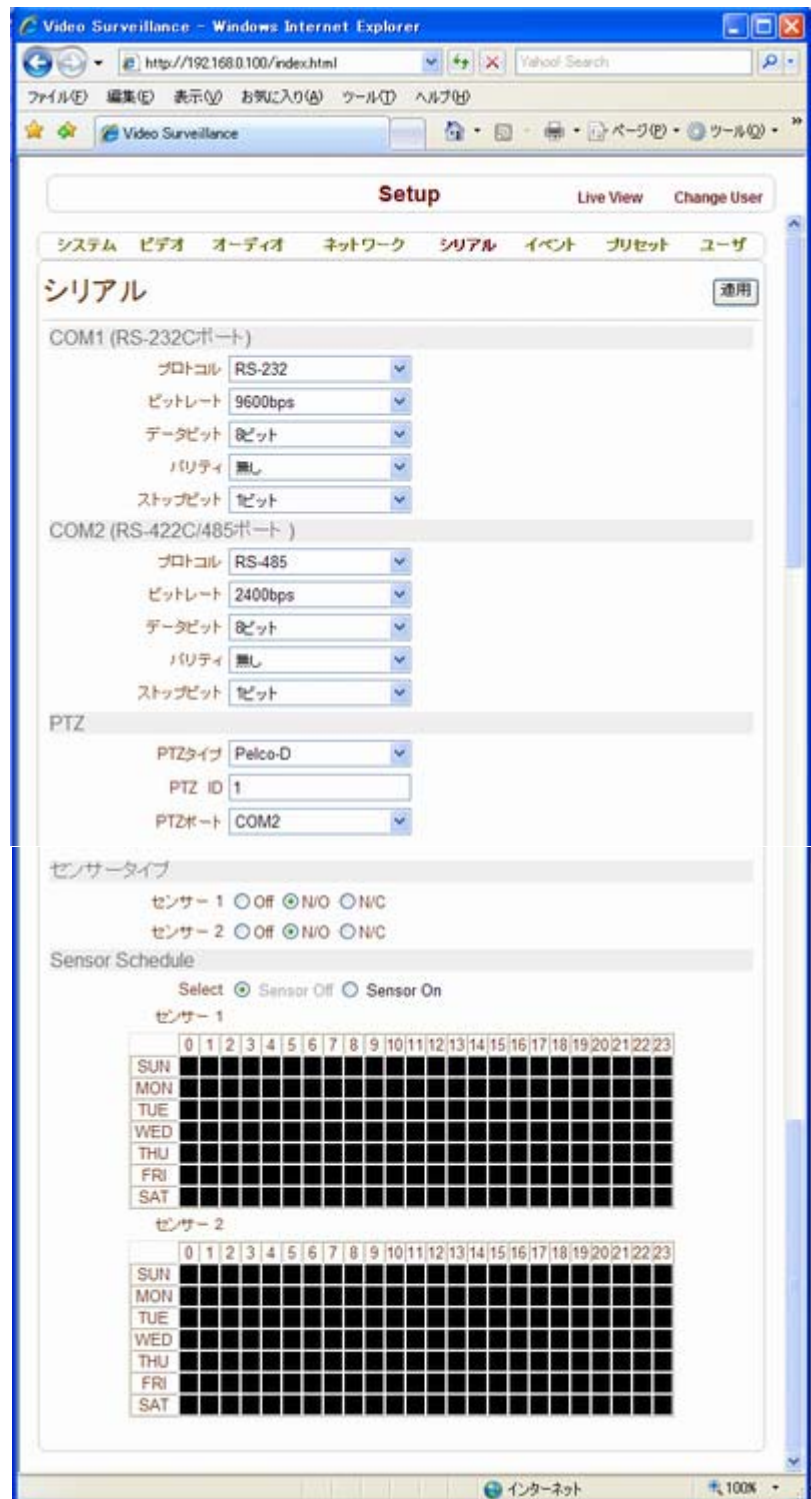 Video Surveillance - Windows Internet Explorer
http://192.168.0.100/index.html Yahoo! Search
ファイル(F) 編集(E) 表示(V) お気に入り(A) ツール(T) ヘルプ(H)
Video Surveillance ページ(P) ツール(O) »
Setup Live View Change User
システム ビデオ オーディオ ネットワーク シリアル イベント プリセット ユーザ
シリアル 適用
COM1 (RS-232Cポート)
プロトコル RS-232
ビットレート 9600bps
データビット 8ビット
パリティ 無し
ストップビット 1ビット
COM2 (RS-422C/485ポート )
プロトコル RS-485
ビットレート 2400bps
データビット 8ビット
パリティ 無し
ストップビット 1ビット
PTZ
PTZタイプ Pelco-D
PTZ ID 1
PTZポート COM2
センサータイプ
センサー 1 Off N/O N/C
センサー 2 Off N/O N/C
Sensor Schedule
Select Sensor Off Sensor On
センサー 1
0 1 2 3 4 5 6 7 8 9 10 11 12 13 14 15 16 17 18 19 20 21 22 23
SUN
MON
TUE
WED
THU
FRI
SAT
センサー 2
0 1 2 3 4 5 6 7 8 9 10 11 12 13 14 15 16 17 18 19 20 21 22 23
SUN
MON
TUE
WED
THU
FRI
SAT
インターネット 100%